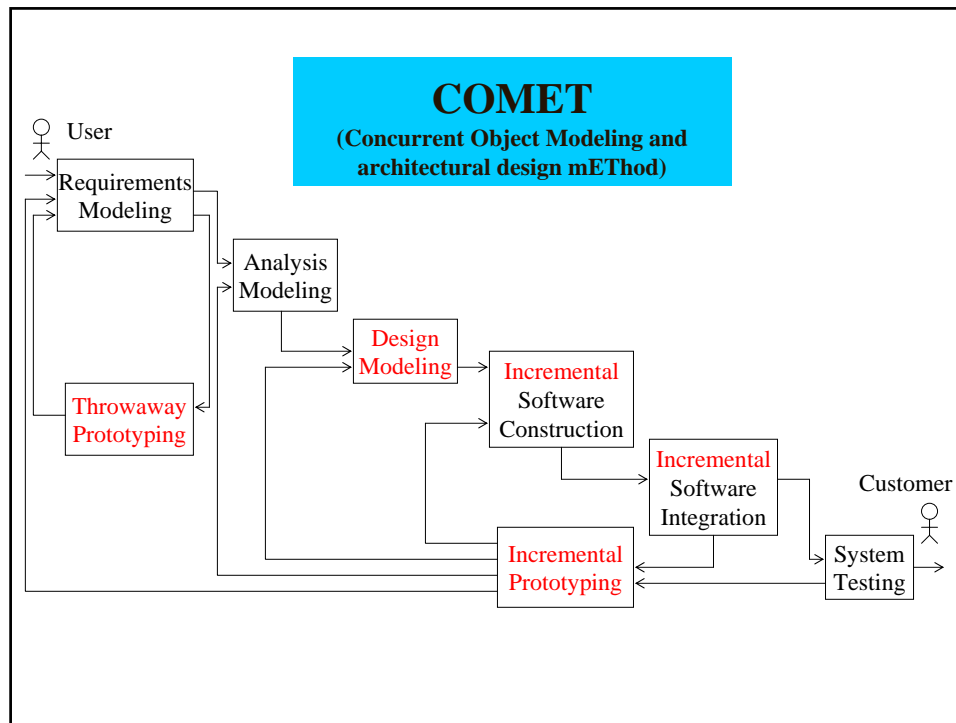 COMET
(Concurrent Object Modeling and
architectural design mEThod)
User
Requirements
Modeling
Analysis
Modeling
Design
Modeling
Throwaway
Prototyping
Incremental
Software
Construction
Incremental
Software
Integration
Customer
Incremental
Prototyping
System
Testing